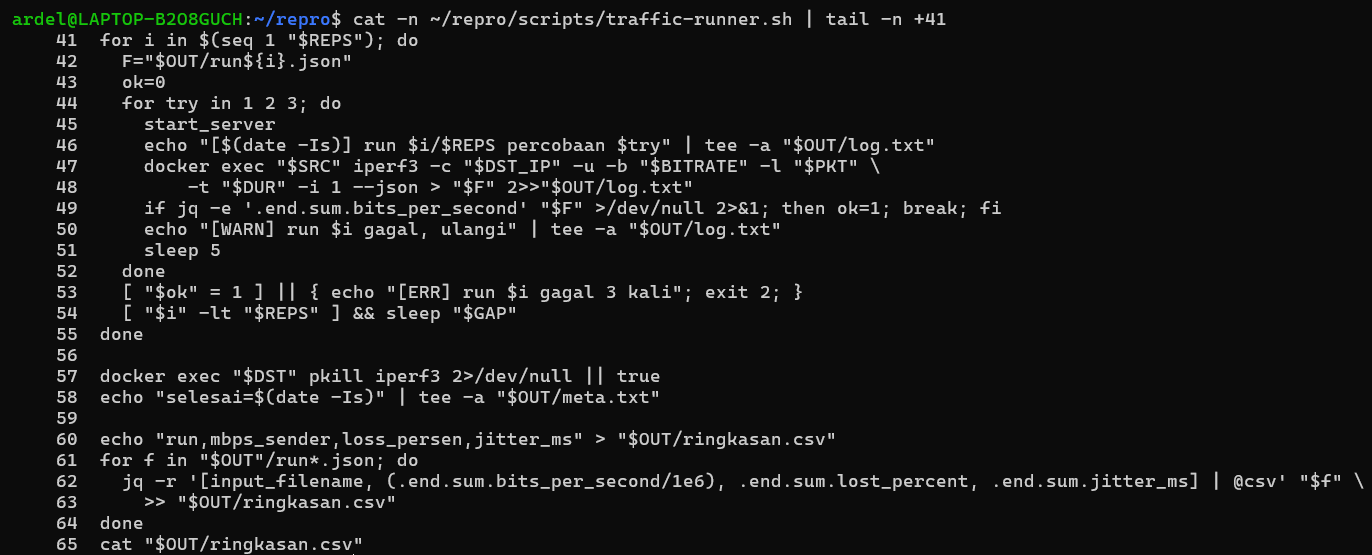 ardel@LAPTOP-B2O8GUCH:~/repro$ cat -n ~/repro/scripts/traffic-runner.sh | tail -n +41
    41  for i in $(seq 1 "$REPS"); do
    42    F="$OUT/run${i}.json"
    43    ok=0
    44    for try in 1 2 3; do
    45      start_server
    46      echo "[$(date -Is)] run $i/$REPS percobaan $try" | tee -a "$OUT/log.txt"
    47      docker exec "$SRC" iperf3 -c "$DST_IP" -u -b "$BITRATE" -l "$PKT" \
    48          -t "$DUR" -i 1 --json > "$F" 2>>"$OUT/log.txt"
    49      if jq -e '.end.sum.bits_per_second' "$F" >/dev/null 2>&1; then ok=1; break; fi
    50      echo "[WARN] run $i gagal, ulangi" | tee -a "$OUT/log.txt"
    51      sleep 5
    52    done
    53    [ "$ok" = 1 ] || { echo "[ERR] run $i gagal 3 kali"; exit 2; }
    54    [ "$i" -lt "$REPS" ] && sleep "$GAP"
    55  done
    56
    57  docker exec "$DST" pkill iperf3 2>/dev/null || true
    58  echo "selesai=$(date -Is)" | tee -a "$OUT/meta.txt"
    59
    60  echo "run,mbps_sender,loss_persen,jitter_ms" > "$OUT/ringkasan.csv"
    61  for f in "$OUT"/run*.json; do
    62    jq -r '[input_filename, (.end.sum.bits_per_second/1e6), .end.sum.lost_percent, .end.sum.jitter_ms] | @csv' "$f" \
    63      >> "$OUT/ringkasan.csv"
    64  done
    65  cat "$OUT/ringkasan.csv"